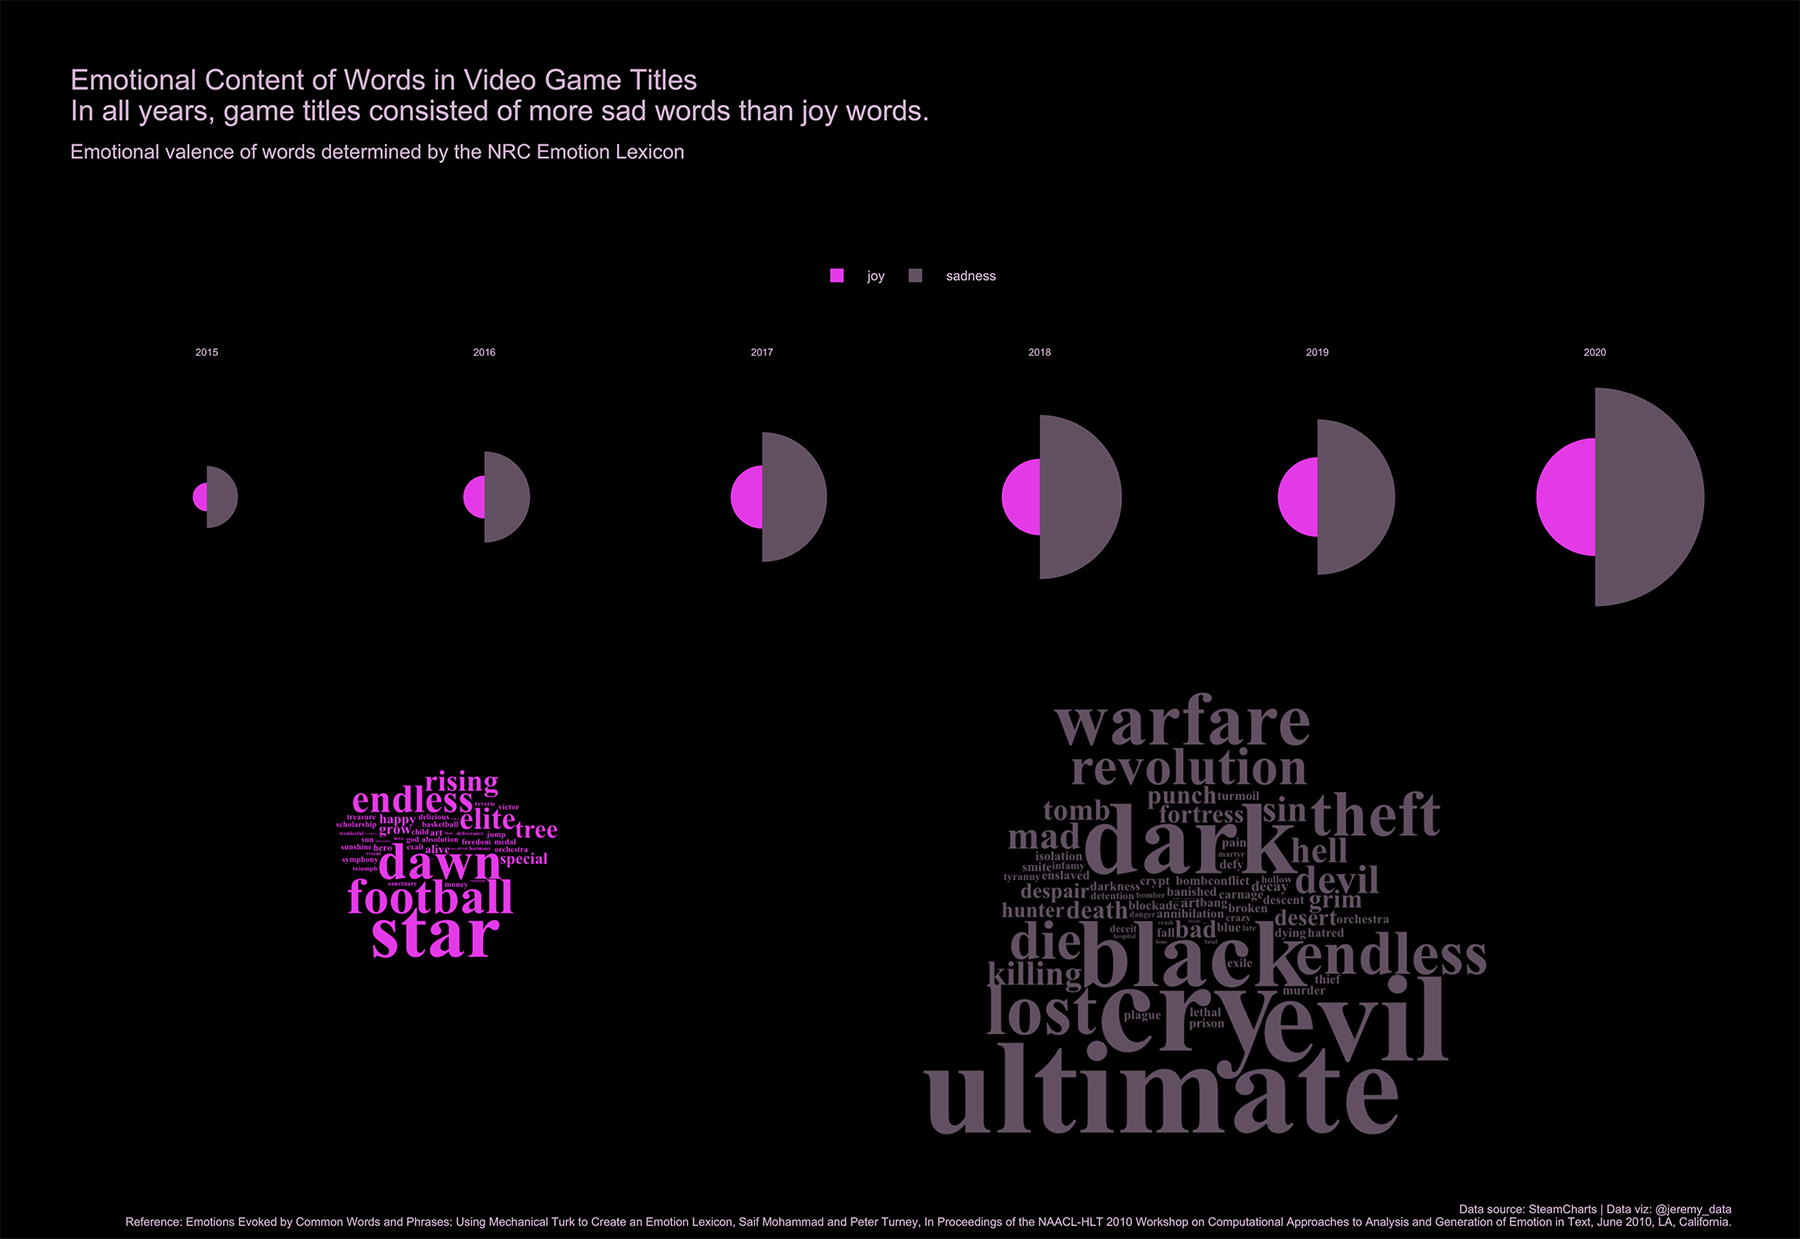 Emotional Content of Words in Video Game Titles
In all years, game titles consisted of more sad words than joy words.
Emotional valence of words determined by the NRC Emotion Lexicon
joy sadness
2015 2016 2017 2018 2019 2020
rising
endless
reverie victor
treasure happy delicious elite
scholarship basketball
grow child art tree
wonderful deliverance jump
sun love god absolution freedom medal
sunshine hero exalt alive harmony orchestra
symphony dawn special
triumph
sanctuary money
football
star
warfare
revolution
punch turmoil
tomb fortress sin theft
mad dark pain hell
isolation martyr
smite infamy defy
tyranny enslaved
crypt bomb conflict hollow devil
despair darkness banished decay
detention bomber carnage descent grim
blockade art bang
hunter death danger annihilation broken
crazy desert orchestra
crash
deceit fall bad blue late dying hatred
hospital lone fatal
die black endless
killing exile thief
murder
lost cry evil
plague lethal
prison
ultimate
Data source: SteamCharts | Data viz: @jeremy_data
Reference: Emotions Evoked by Common Words and Phrases: Using Mechanical Turk to Create an Emotion Lexicon, Saif Mohammad and Peter Turney, In Proceedings of the NAACL-HLT 2010 Workshop on Computational Approaches to Analysis and Generation of Emotion in Text, June 2010, LA, California.